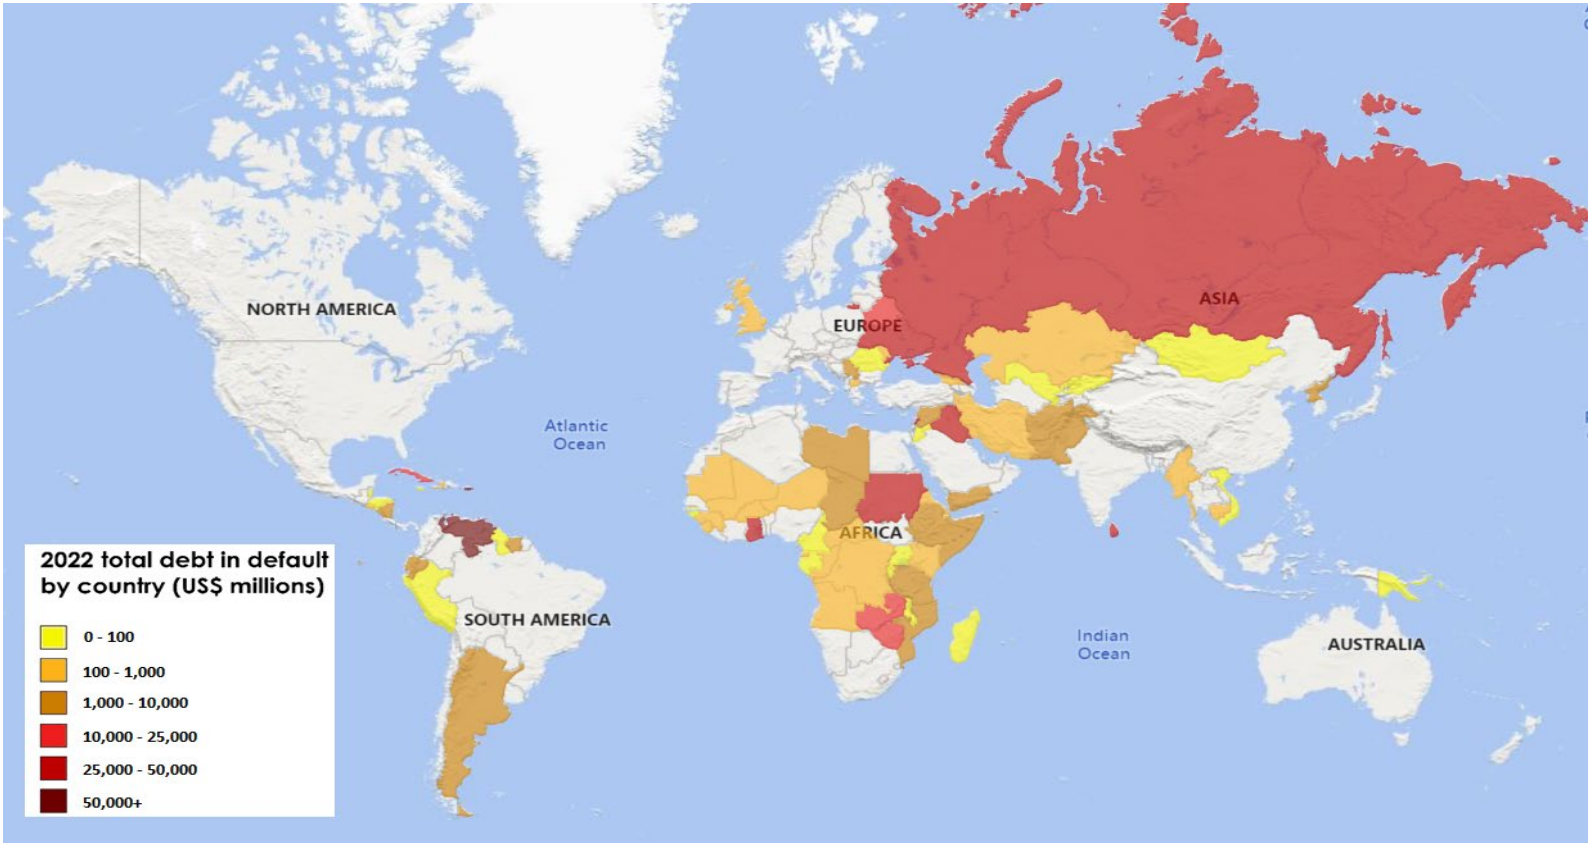 NORTH AMERICA
ASIA
EUROPE
Atlantic
Ocean
AFRICA
SOUTH AMERICA
Indian
Ocean
AUSTRALIA
2022 total debt in default
by country (US$ millions)
0 - 100
100 - 1,000
1,000 - 10,000
10,000 - 25,000
25,000 - 50,000
50,000+